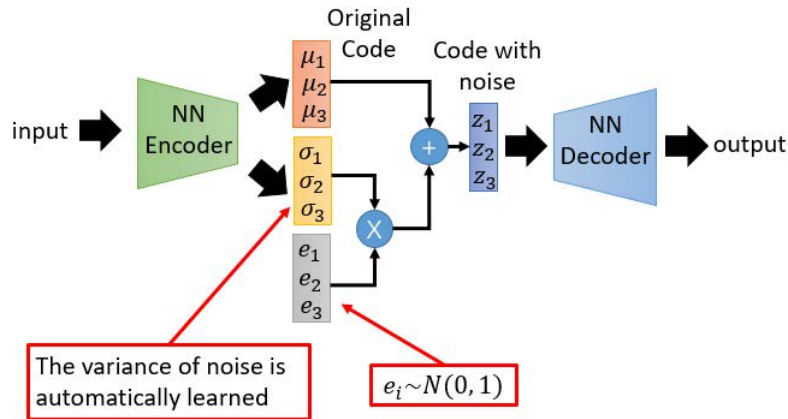 Original
Code
Code with
noise
input
NN
Encoder
μ₁
μ₂
μ₃
σ₁
σ₂
σ₃
e₁
e₂
e₃
X
+
z₁
z₂
z₃
NN
Decoder
output
The variance of noise is
automatically learned
eᵢ~N(0, 1)